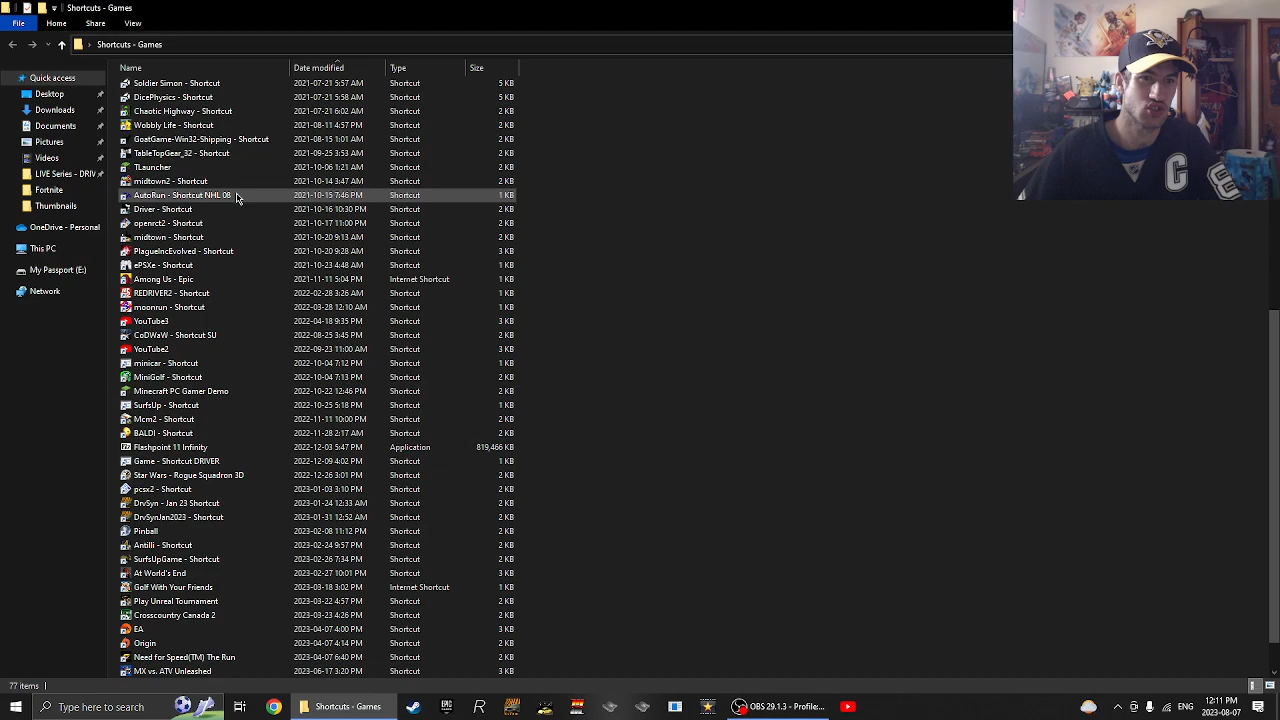 Shortcuts - Games
File Home Share View
Shortcuts - Games
Name Date modified Type Size
Quick access
Desktop
Downloads
Documents
Pictures
Videos
LIVE Series - DRIV
Fortnite
Thumbnails
OneDrive - Personal
This PC
My Passport (E:)
Network
Soldier Simon - Shortcut 2021-07-21 5:57 AM Shortcut 5 KB
DicePhysics - Shortcut 2021-07-21 5:58 AM Shortcut 5 KB
Chaotic Highway - Shortcut 2021-07-21 6:02 AM Shortcut 2 KB
Wobbly Life - Shortcut 2021-08-11 4:57 PM Shortcut 2 KB
GoatGame-Win32-Shipping - Shortcut 2021-08-15 1:01 AM Shortcut 2 KB
TableTopGear_32 - Shortcut 2021-09-05 8:53 AM Shortcut 2 KB
TLauncher 2021-10-06 1:21 AM Shortcut 2 KB
midtown2 - Shortcut 2021-10-14 3:47 AM Shortcut 2 KB
AutoRun - Shortcut NHL 08 2021-10-15 7:46 PM Shortcut 1 KB
Driver - Shortcut 2021-10-16 10:30 PM Shortcut 2 KB
openrct2 - Shortcut 2021-10-17 11:00 PM Shortcut 2 KB
midtown - Shortcut 2021-10-20 9:13 AM Shortcut 2 KB
PlagueIncEvolved - Shortcut 2021-10-20 9:28 AM Shortcut 3 KB
ePSXe - Shortcut 2021-10-23 4:48 AM Shortcut 1 KB
Among Us - Epic 2021-11-11 5:04 PM Internet Shortcut 1 KB
REDRIVER2 - Shortcut 2022-02-28 3:26 AM Shortcut 1 KB
moonrun - Shortcut 2022-03-28 12:10 AM Shortcut 1 KB
YouTube3 2022-04-18 9:35 PM Shortcut 3 KB
CoDWaW - Shortcut SU 2022-08-25 3:45 PM Shortcut 2 KB
YouTube2 2022-09-23 11:00 AM Shortcut 3 KB
minicar - Shortcut 2022-10-04 7:12 PM Shortcut 2 KB
MiniGolf - Shortcut 2022-10-04 7:13 PM Shortcut 2 KB
Minecraft PC Gamer Demo 2022-10-22 12:46 PM Shortcut 2 KB
SurfsUp - Shortcut 2022-10-25 5:18 PM Shortcut 1 KB
Mcm2 - Shortcut 2022-11-11 10:00 PM Shortcut 2 KB
BALDI - Shortcut 2022-11-28 2:17 AM Shortcut 2 KB
Flashpoint 11 Infinity 2022-12-03 5:47 PM Application 819,466 KB
Game - Shortcut DRIVER 2022-12-09 4:02 PM Shortcut 1 KB
Star Wars - Rogue Squadron 3D 2022-12-26 3:01 PM Shortcut 2 KB
pcsx2 - Shortcut 2023-01-03 3:10 PM Shortcut 2 KB
DrvSyn - Jan 23 Shortcut 2023-01-24 12:33 AM Shortcut 2 KB
DrvSynJan2023 - Shortcut 2023-01-31 12:52 AM Shortcut 2 KB
Pinball 2023-02-08 11:12 PM Shortcut 2 KB
Antilli - Shortcut 2023-02-24 9:57 PM Shortcut 2 KB
SurfsUpGame - Shortcut 2023-02-26 7:34 PM Shortcut 2 KB
At World's End 2023-02-27 10:01 PM Shortcut 3 KB
Golf With Your Friends 2023-03-18 3:02 PM Internet Shortcut 1 KB
Play Unreal Tournament 2023-03-22 4:57 PM Shortcut 2 KB
Crosscountry Canada 2 2023-03-23 4:26 PM Shortcut 2 KB
EA 2023-04-07 4:00 PM Shortcut 3 KB
Origin 2023-04-07 4:14 PM Shortcut 2 KB
Need for Speed(TM) The Run 2023-04-07 6:40 PM Shortcut 2 KB
MX vs. ATV Unleashed 2023-06-17 3:20 PM Shortcut 3 KB
77 items
Type here to search
Shortcuts - Games
EPIC
OBS 29.1.3 - Profile...
ENG
12:11 PM
2023-08-07